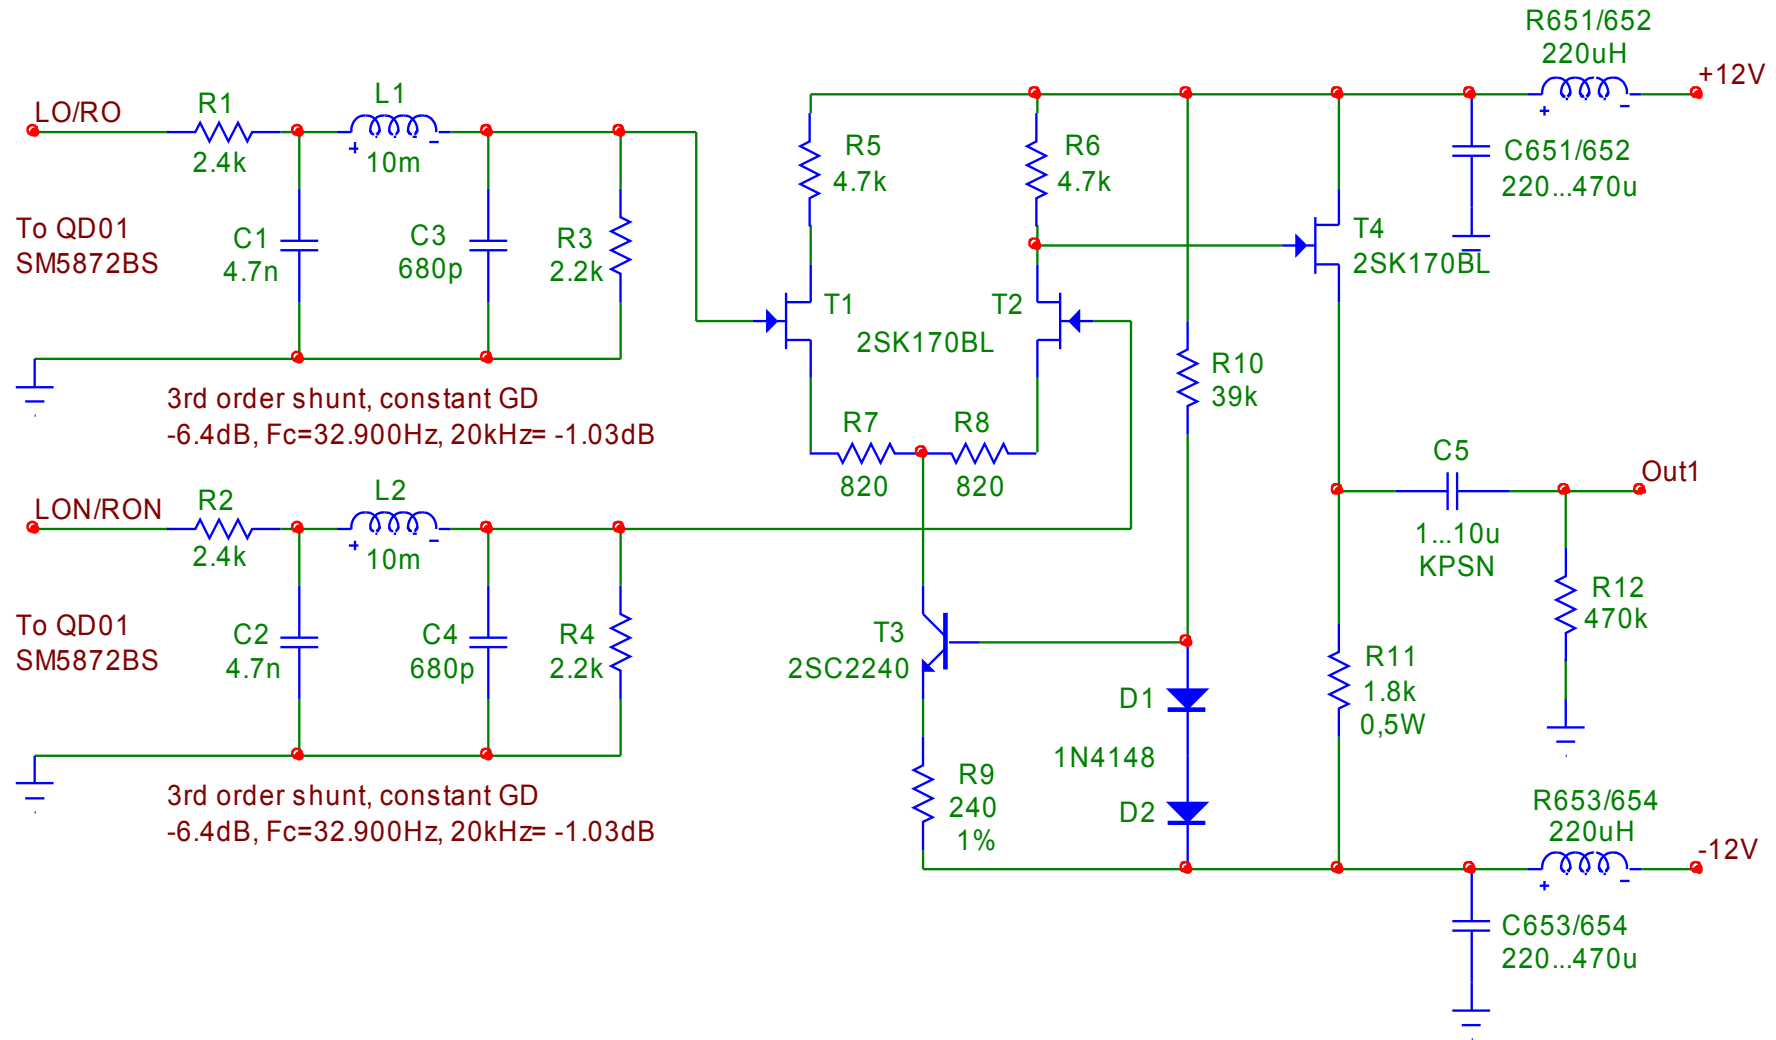 R651/652
220uH
+12V
LO/RO
R1
2.4k
L1
10m
R5
4.7k
R6
4.7k
C651/652
220...470u
To QD01
SM5872BS
C1
4.7n
C3
680p
R3
2.2k
T4
2SK170BL
T1
T2
2SK170BL
R10
39k
3rd order shunt, constant GD
-6.4dB, Fc=32.900Hz, 20kHz= -1.03dB
R7
820
R8
820
C5
1...10u
KPSN
Out1
LON/RON
R2
2.4k
L2
10m
R12
470k
To QD01
SM5872BS
C2
4.7n
C4
680p
R4
2.2k
T3
2SC2240
R11
1.8k
0,5W
D1
1N4148
D2
R9
240
1%
3rd order shunt, constant GD
-6.4dB, Fc=32.900Hz, 20kHz= -1.03dB
R653/654
220uH
-12V
C653/654
220...470u